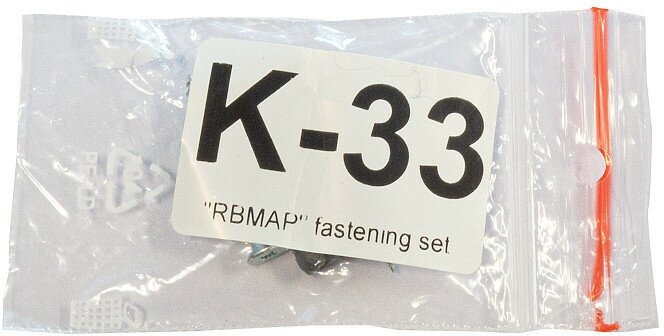 K-33
"RBMAP" fastening set